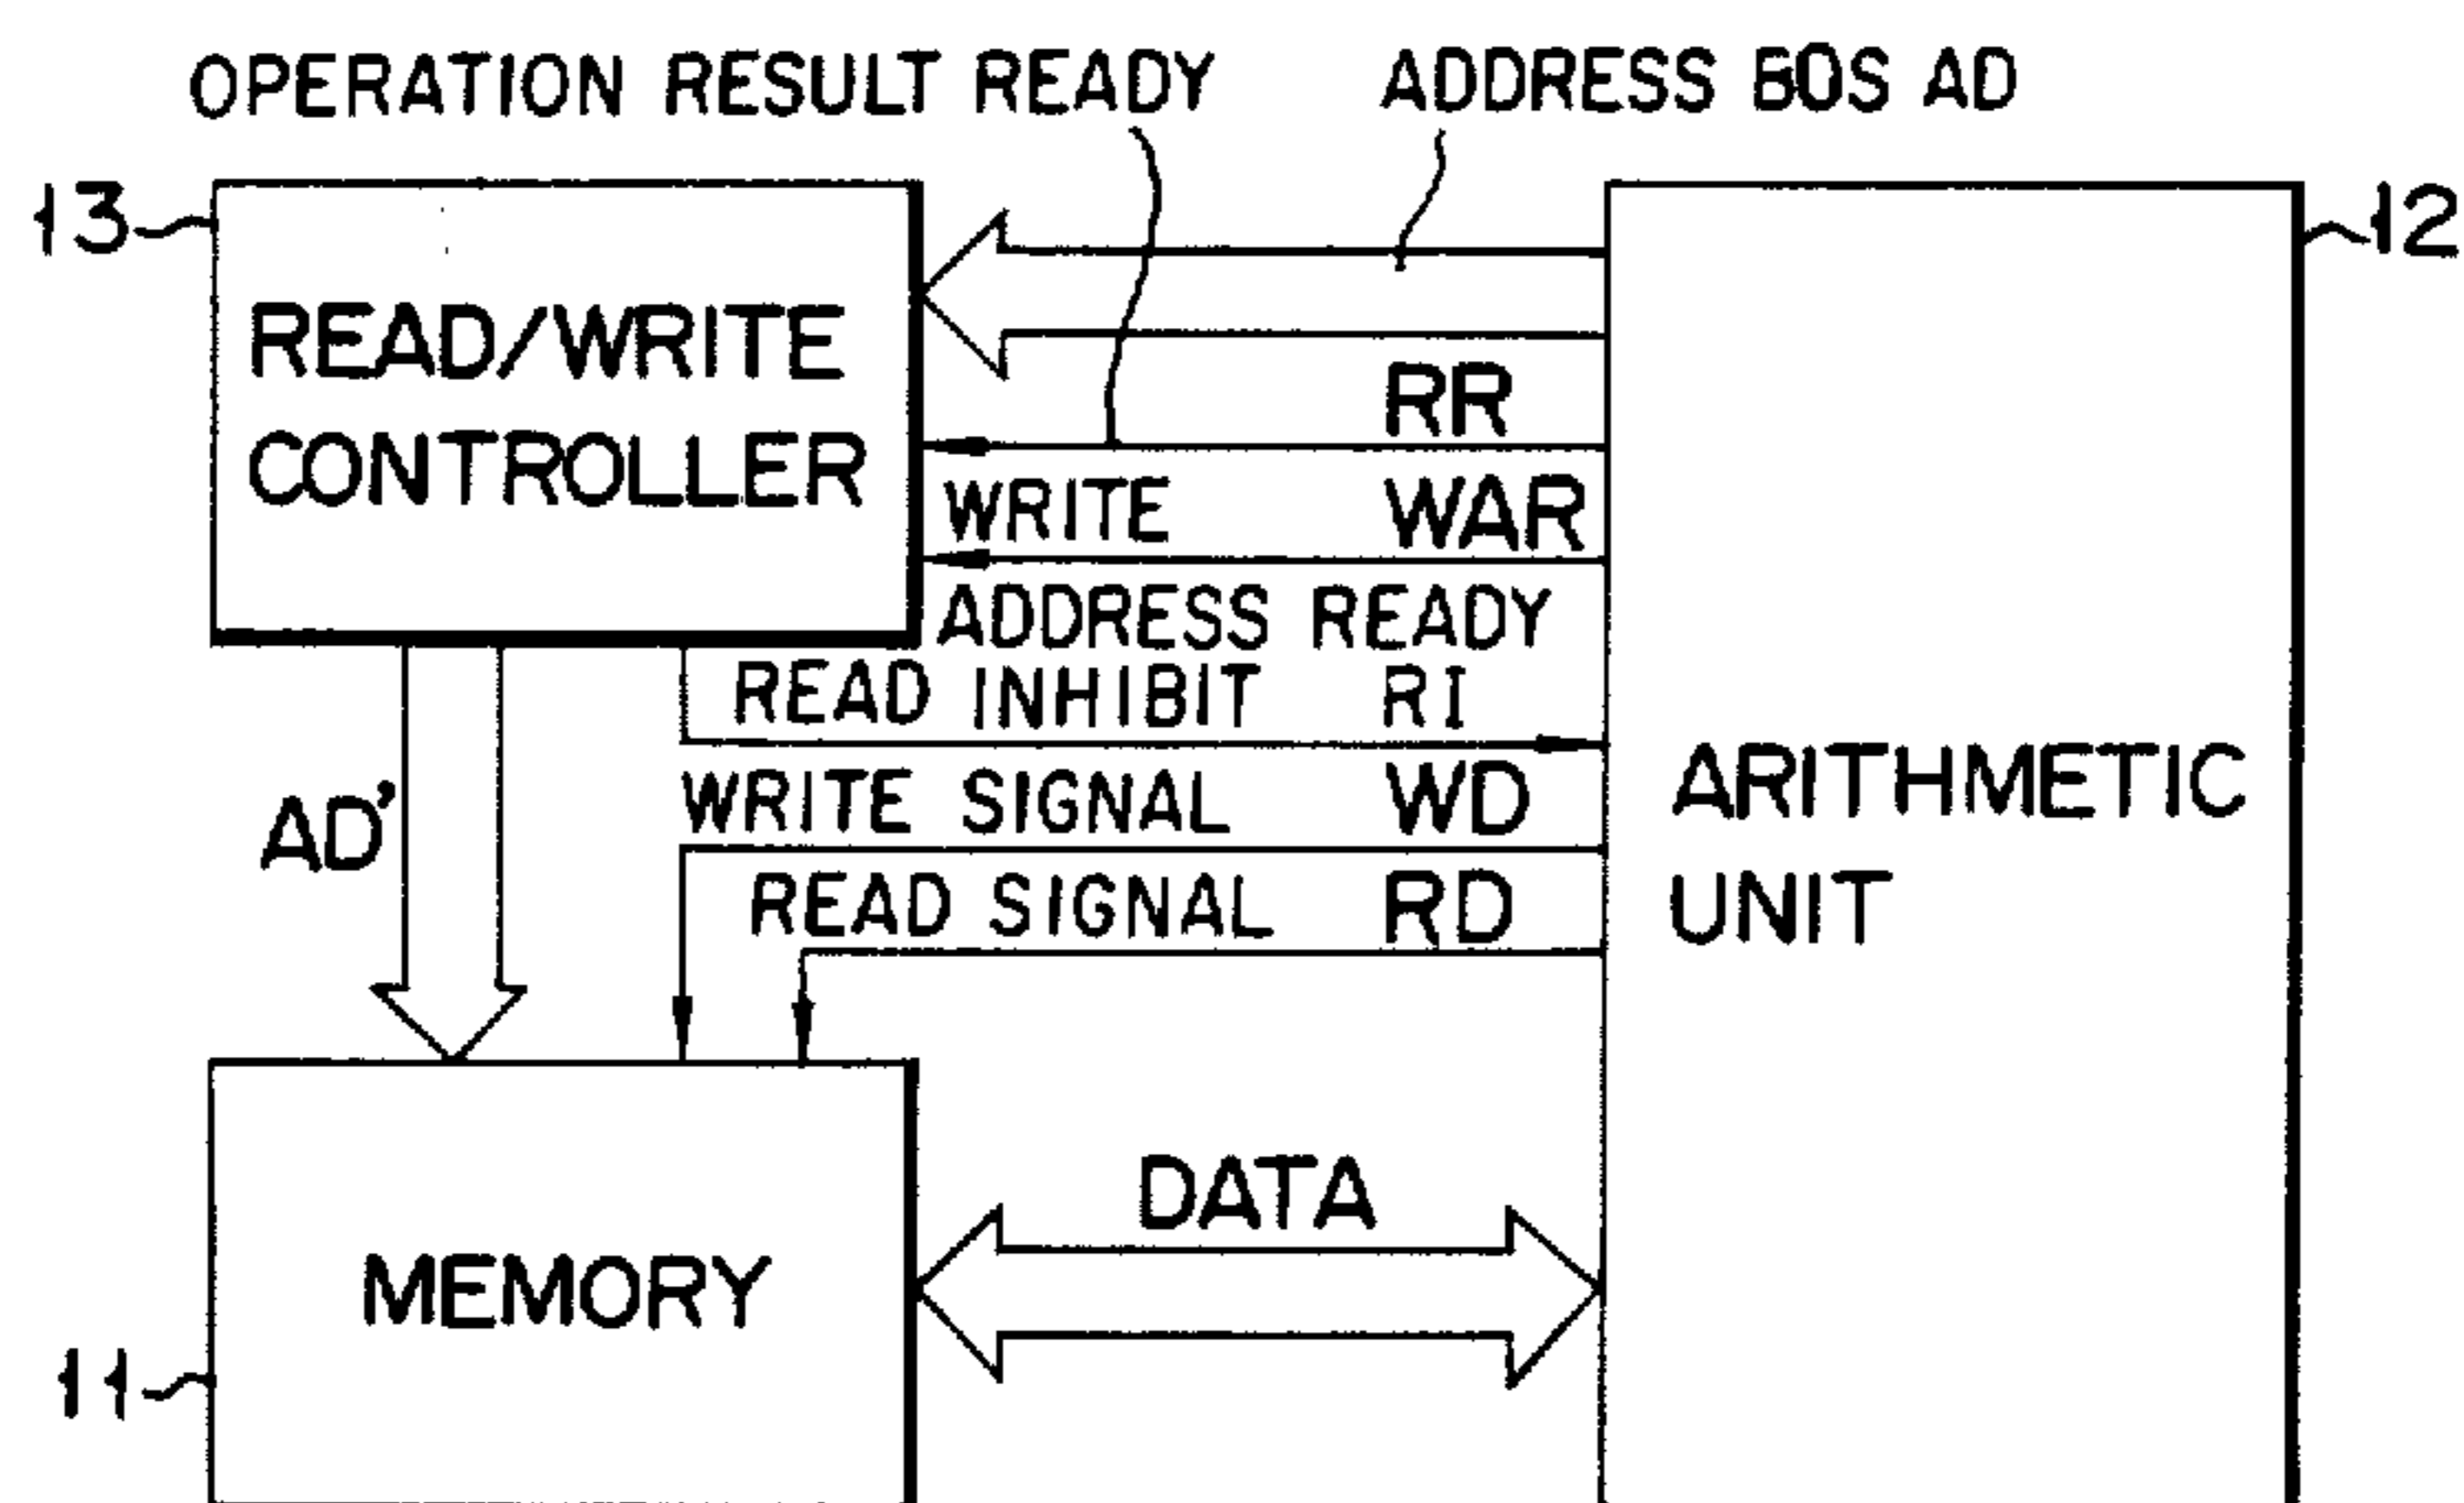 OPERATION RESULT READY ADDRESS BOS AD
13
12
READ/WRITE
CONTROLLER
RR
WRITE WAR
ADDRESS READY
READ INHIBIT RI
WRITE SIGNAL WD
READ SIGNAL RD
AD'
ARITHMETIC
UNIT
DATA
MEMORY
11